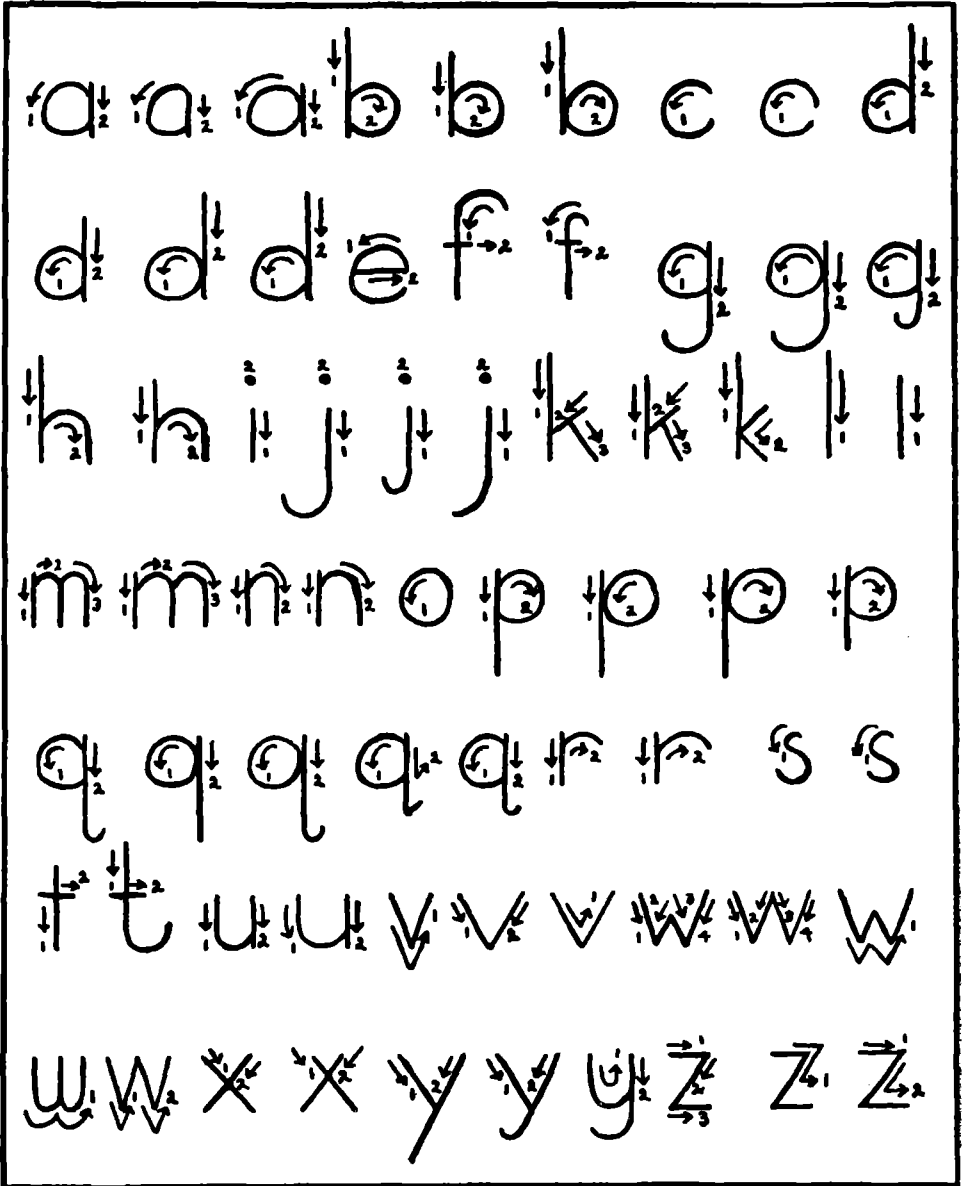 a a a b b b c c d
d d d e f f g g g
h h i j j j k k k l l
m m n n o p p p p
q q q q q r r s s
t t u u v v v w w w
w w x x y y y z z z